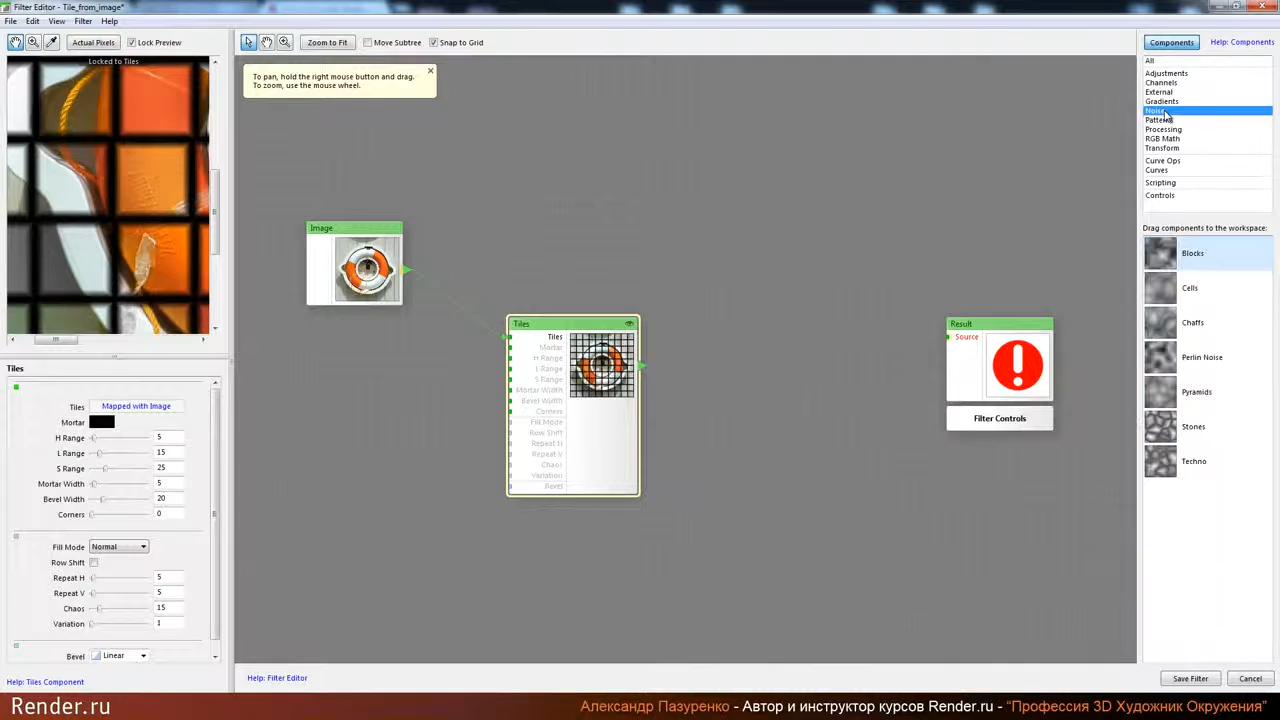 Filter Editor - Tile_from_image*
File Edit View Filter Help
Actual Pixels Lock Preview
Zoom to Fit Move Subtree Snap to Grid
Components Help: Components
Locked to Tiles
To pan, hold the right mouse button and drag.
To zoom, use the mouse wheel.
All
Adjustments
Channels
External
Gradients
Noise
Patterns
Processing
RGB Math
Transform
Curve Ops
Curves
Scripting
Controls
Drag components to the workspace:
Blocks
Cells
Chaffs
Perlin Noise
Pyramids
Stones
Techno
Image
Tiles
Tiles
Mortar
H Range
L Range
S Range
Mortar Width
Bevel Width
Corners
Fill Mode
Row Shift
Repeat H
Repeat V
Chaos
Variation
Bevel
Result
Source
Filter Controls
Tiles
Tiles Mapped with Image
Mortar
H Range 5
L Range 15
S Range 25
Mortar Width 5
Bevel Width 20
Corners 0
Fill Mode Normal
Row Shift
Repeat H 5
Repeat V 5
Chaos 15
Variation 1
Bevel Linear
Help: Tiles Component
Help: Filter Editor
Save Filter Cancel
Render.ru
Александр Пазуренко - Автор и инструктор курсов Render.ru - “Профессия 3D Художник Окружения”